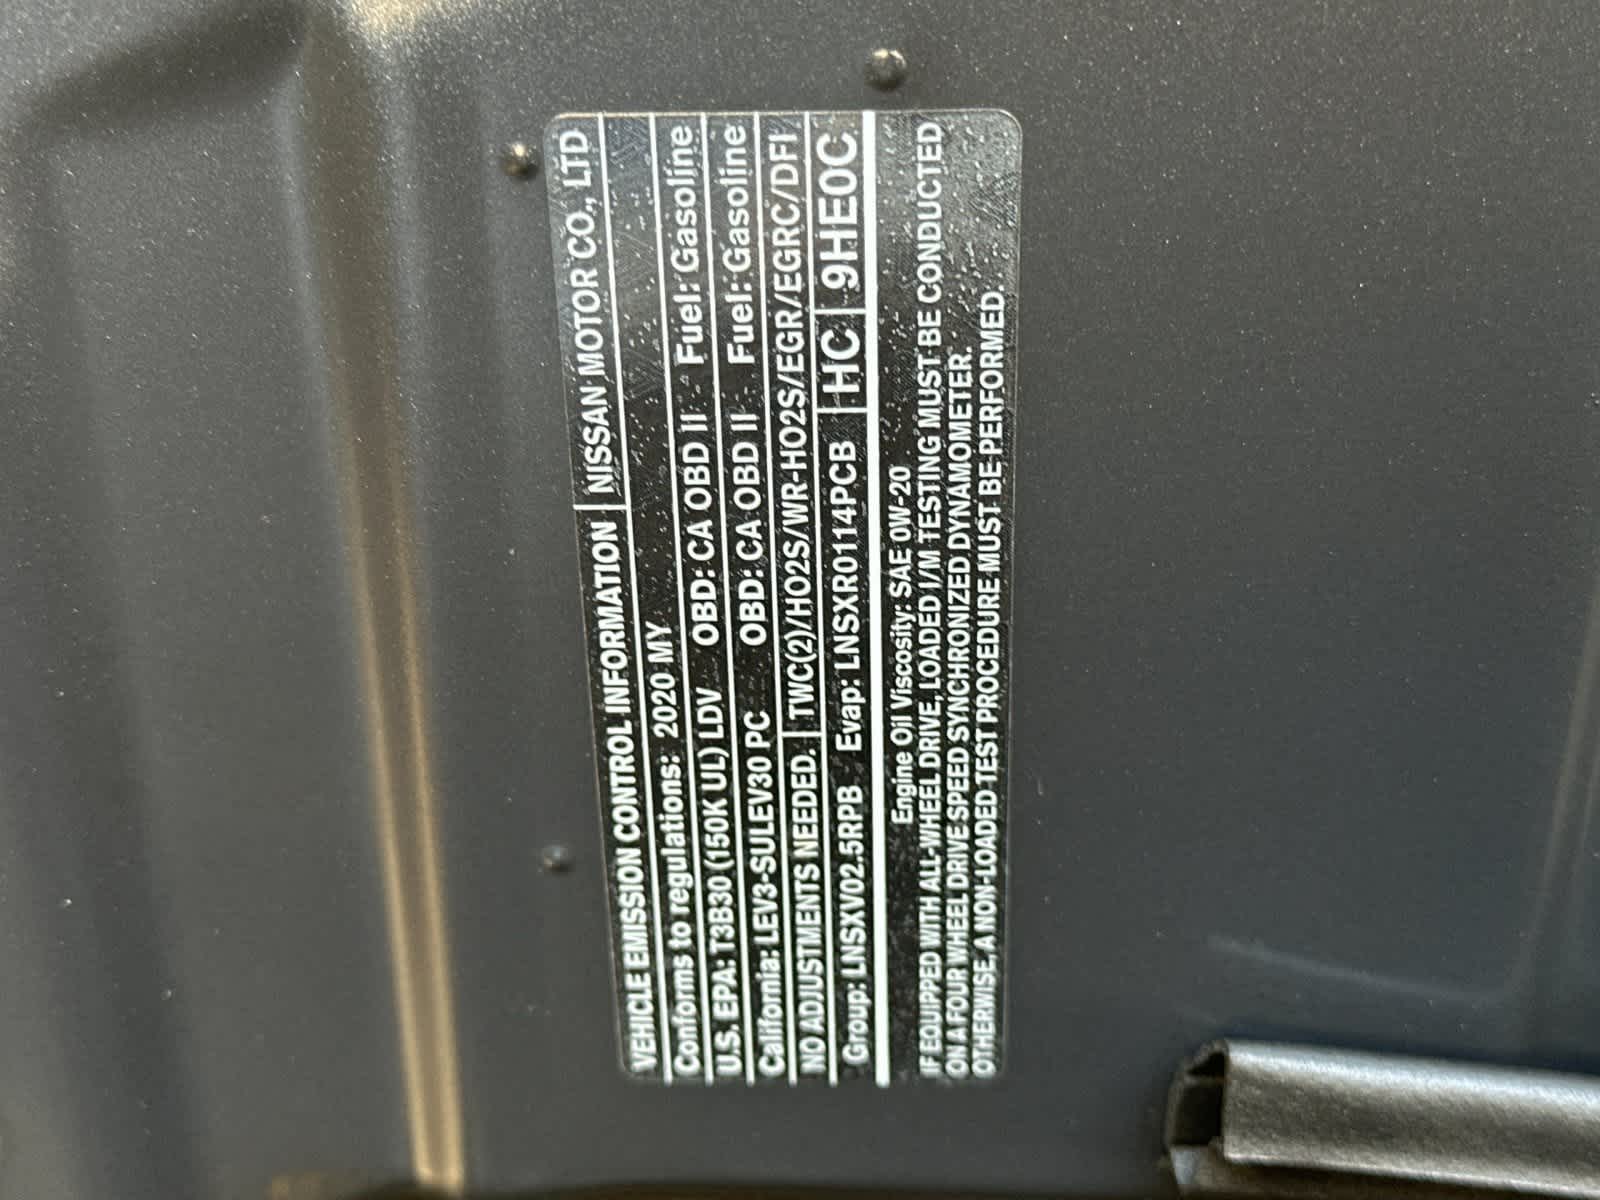 VEHICLE EMISSION CONTROL INFORMATION NISSAN MOTOR CO., LTD
Conforms to regulations: 2020 MY
U.S. EPA: T3B30 (150K UL) LDV OBD: CA OBD II Fuel: Gasoline
California: LEV3-SULEV30 PC OBD: CA OBD II Fuel: Gasoline
NO ADJUSTMENTS NEEDED. TWC(2)/HO2S/WR-HO2S/EGR/EGRC/DFI
Group: LNSXV02.5RPB Evap: LNSXR0114PCB HC 9HE0C
Engine Oil Viscosity: SAE 0W-20
IF EQUIPPED WITH ALL-WHEEL DRIVE, LOADED I/M TESTING MUST BE CONDUCTED
ON A FOUR WHEEL DRIVE SPEED SYNCHRONIZED DYNAMOMETER.
OTHERWISE, A NON-LOADED TEST PROCEDURE MUST BE PERFORMED.